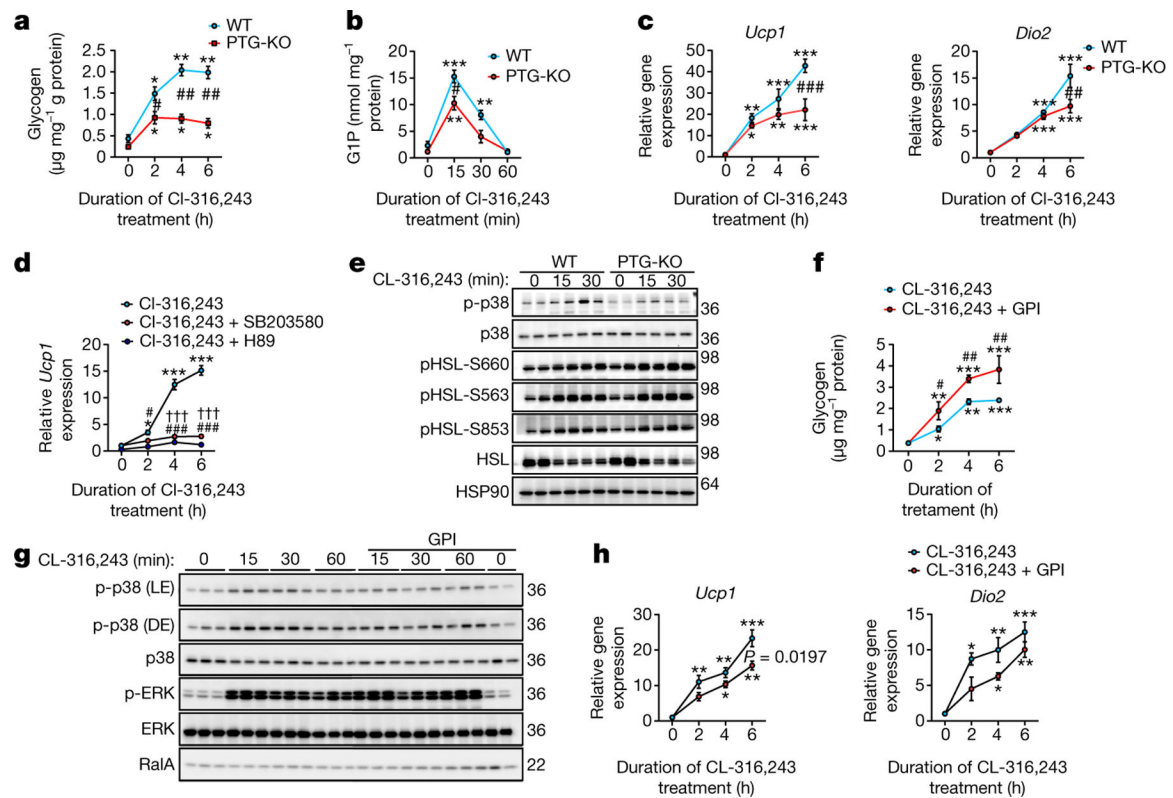 a
WT
PTG-KO
Glycogen
(µg mg⁻¹ g protein)
2.5
2.0
1.5
1.0
0.5
0
* ** **
# ## ##
* * *
0 2 4 6
Duration of Cl-316,243
treatment (h)
b
WT
PTG-KO
G1P (nmol mg⁻¹
protein)
20
15
10
5
0
*** **
#
**
0 15 30 60
Duration of Cl-316,243
treatment (min)
c
Ucp1
Relative gene
expression
50
40
30
20
10
0
** *** ***
###
* ** ***
0 2 4 6
Duration of Cl-316,243
treatment (h)
Dio2
WT
PTG-KO
Relative gene
expression
20
15
10
5
0
*** ***
##
*** ***
0 2 4 6
Duration of Cl-316,243
treatment (h)
d
Cl-316,243
Cl-316,243 + SB203580
Cl-316,243 + H89
Relative Ucp1
expression
20
15
10
5
0
*** ***
#
*
††† †††
### ###
0 2 4 6
Duration of Cl-316,243
treatment (h)
e
WT PTG-KO
CL-316,243 (min): 0 15 30 0 15 30
p-p38 36
p38 36
pHSL-S660 98
pHSL-S563 98
pHSL-S853 98
HSL 98
HSP90 64
f
CL-316,243
CL-316,243 + GPI
Glycogen
(µg mg⁻¹ protein)
5
4
3
2
1
0
# ## ##
** *** ***
* ** ***
0 2 4 6
Duration of
tretament (h)
g
GPI
CL-316,243 (min): 0 15 30 60 15 30 60 0
p-p38 (LE) 36
p-p38 (DE) 36
p38 36
p-ERK 36
ERK 36
RalA 22
h
CL-316,243
CL-316,243 + GPI
Ucp1
Relative gene
expression
30
20
10
0
** ** ***
P = 0.0197
* **
0 2 4 6
Duration of CL-316,243
treatment (h)
Dio2
Relative gene
expression
15
10
5
0
* ** ***
* **
0 2 4 6
Duration of CL-316,243
treatment (h)